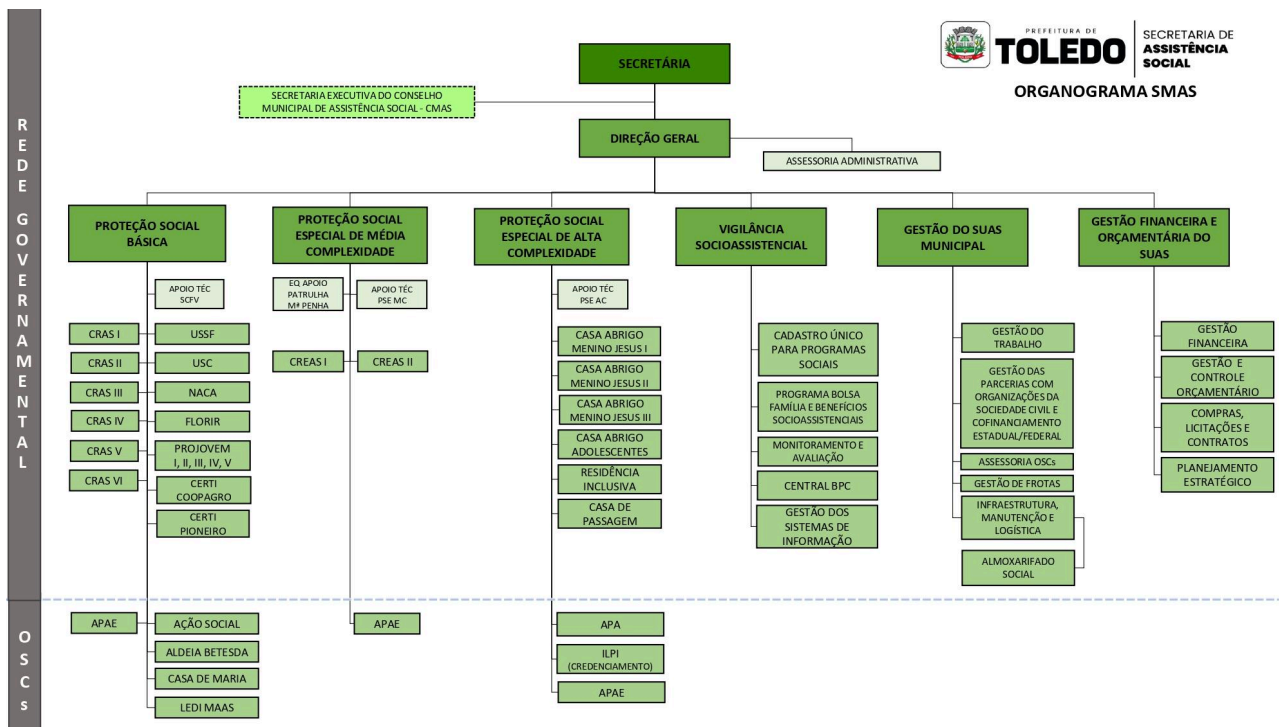 PREFEITURA DE
TOLEDO
SECRETARIA DE
ASSISTÊNCIA
SOCIAL
ORGANOGRAMA SMAS
REDE GOVERNAMENTAL
SECRETÁRIA
SECRETARIA EXECUTIVA DO CONSELHO
MUNICIPAL DE ASSISTÊNCIA SOCIAL - CMAS
DIREÇÃO GERAL
ASSESSORIA ADMINISTRATIVA
PROTEÇÃO SOCIAL
BÁSICA
APOIO TÉC
SCFV
CRAS I
USSF
CRAS II
USC
CRAS III
NACA
CRAS IV
FLORIR
CRAS V
PROJOVEM
I, II, III, IV, V
CRAS VI
CERTI
COOPAGRO
CERTI
PIONEIRO
PROTEÇÃO SOCIAL
ESPECIAL DE MÉDIA
COMPLEXIDADE
EQ APOIO
PATRULHA
Mª PENHA
APOIO TÉC
PSE MC
CREAS I
CREAS II
PROTEÇÃO SOCIAL
ESPECIAL DE ALTA
COMPLEXIDADE
APOIO TÉC
PSE AC
CASA ABRIGO
MENINO JESUS I
CASA ABRIGO
MENINO JESUS II
CASA ABRIGO
MENINO JESUS III
CASA ABRIGO
ADOLESCENTES
RESIDÊNCIA
INCLUSIVA
CASA DE
PASSAGEM
VIGILÂNCIA
SOCIOASSISTENCIAL
CADASTRO ÚNICO
PARA PROGRAMAS
SOCIAIS
PROGRAMA BOLSA
FAMÍLIA E BENEFÍCIOS
SOCIOASSISTENCIAIS
MONITORAMENTO E
AVALIAÇÃO
CENTRAL BPC
GESTÃO DOS
SISTEMAS DE
INFORMAÇÃO
GESTÃO DO SUAS
MUNICIPAL
GESTÃO DO
TRABALHO
GESTÃO DAS
PARCERIAS COM
ORGANIZAÇÕES DA
SOCIEDADE CIVIL E
COFINANCIAMENTO
ESTADUAL/FEDERAL
ASSESSORIA OSCs
GESTÃO DE FROTAS
INFRAESTRUTURA,
MANUTENÇÃO E
LOGÍSTICA
ALMOXARIFADO
SOCIAL
GESTÃO FINANCEIRA E
ORÇAMENTÁRIA DO
SUAS
GESTÃO
FINANCEIRA
GESTÃO E
CONTROLE
ORÇAMENTÁRIO
COMPRAS,
LICITAÇÕES E
CONTRATOS
PLANEJAMENTO
ESTRATÉGICO
OSCs
APAE
AÇÃO SOCIAL
ALDEIA BETESDA
CASA DE MARIA
LEDI MAAS
APAE
APA
ILPI
(CREDENCIAMENTO)
APAE